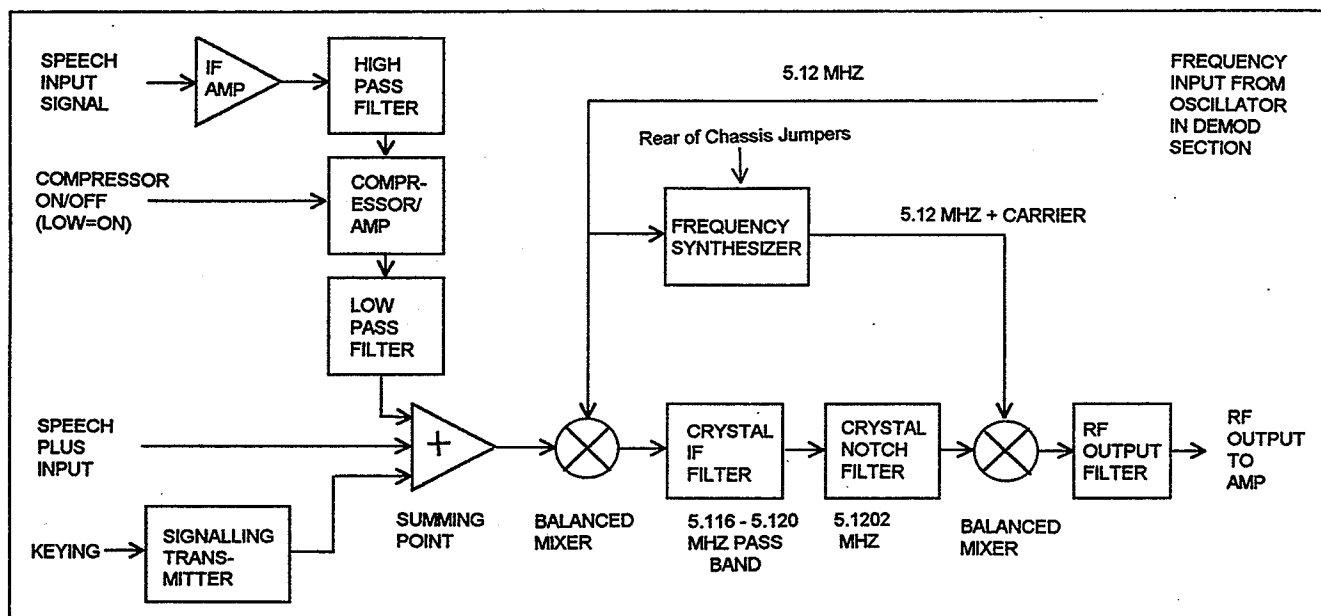 SPEECH
INPUT
SIGNAL
IF
AMP
HIGH
PASS
FILTER
5.12 MHZ
FREQUENCY
INPUT FROM
OSCILLATOR
IN DEMOD
SECTION
Rear of Chassis Jumpers
COMPRESSOR
ON/OFF
(LOW=ON)
COMPR-
ESSOR/
AMP
FREQUENCY
SYNTHESIZER
5.12 MHZ + CARRIER
LOW
PASS
FILTER
SPEECH
PLUS
INPUT
+
CRYSTAL
IF
FILTER
CRYSTAL
NOTCH
FILTER
RF
OUTPUT
FILTER
RF
OUTPUT
TO
AMP
KEYING
SIGNALLING
TRANS-
MITTER
SUMMING
POINT
BALANCED
MIXER
5.116 - 5.120
MHZ PASS
BAND
5.1202
MHZ
BALANCED
MIXER